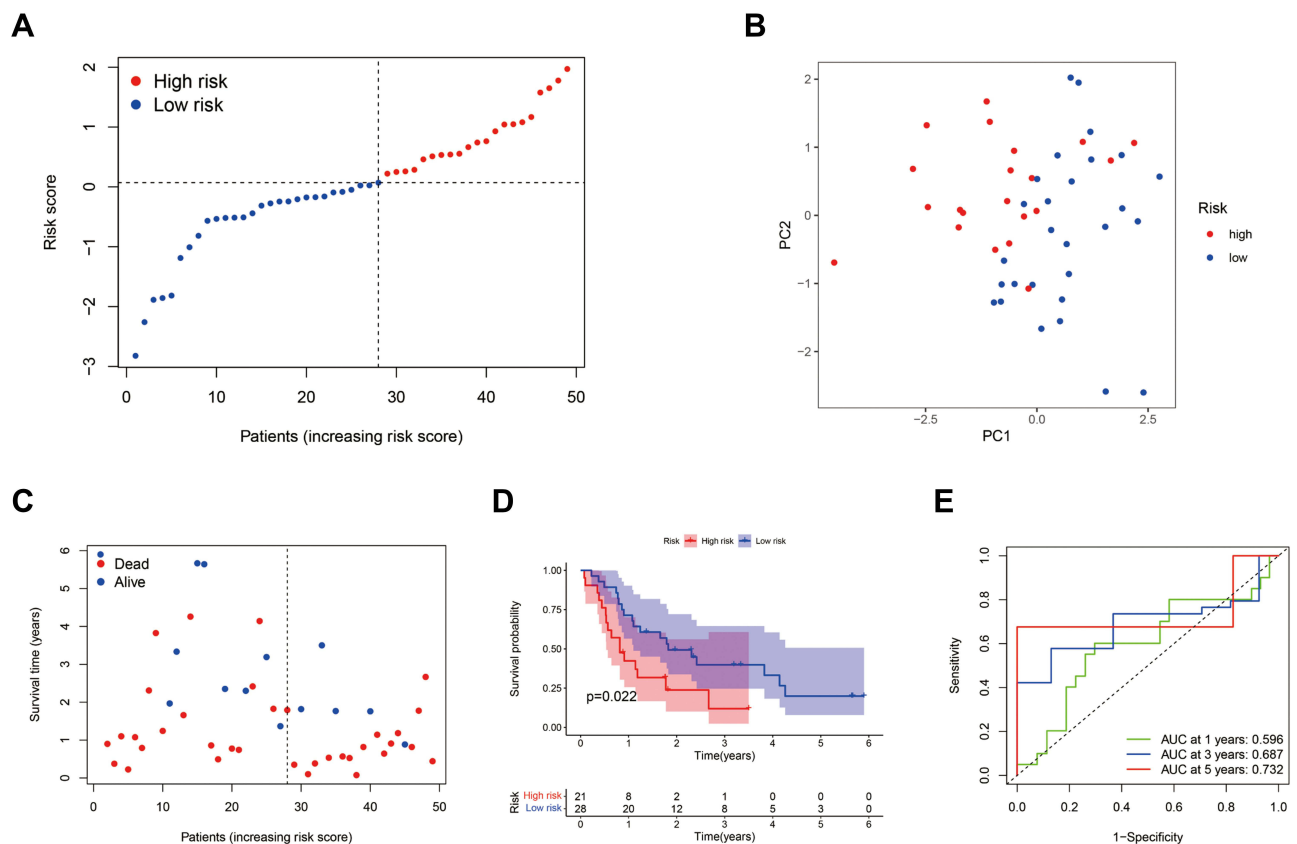 A
High risk
Low risk
2
1
0
-1
-2
-3
Risk score
0 10 20 30 40 50
Patients (increasing risk score)
B
2
1
0
-1
-2
PC2
-2.5 0.0 2.5
PC1
Risk
high
low
C
6
5
4
3
2
1
0
Survival time (years)
Dead
Alive
0 10 20 30 40 50
Patients (increasing risk score)
D
Risk High risk Low risk
1.00
0.75
0.50
0.25
0.00
Survival probability
p=0.022
0 1 2 3 4 5 6
Time(years)
Risk
High risk 21 8 2 1 0 0 0
Low risk 28 20 12 8 5 3 0
0 1 2 3 4 5 6
Time(years)
E
1.0
0.8
0.6
0.4
0.2
0.0
Sensitivity
AUC at 1 years: 0.596
AUC at 3 years: 0.687
AUC at 5 years: 0.732
0.0 0.2 0.4 0.6 0.8 1.0
1-Specificity